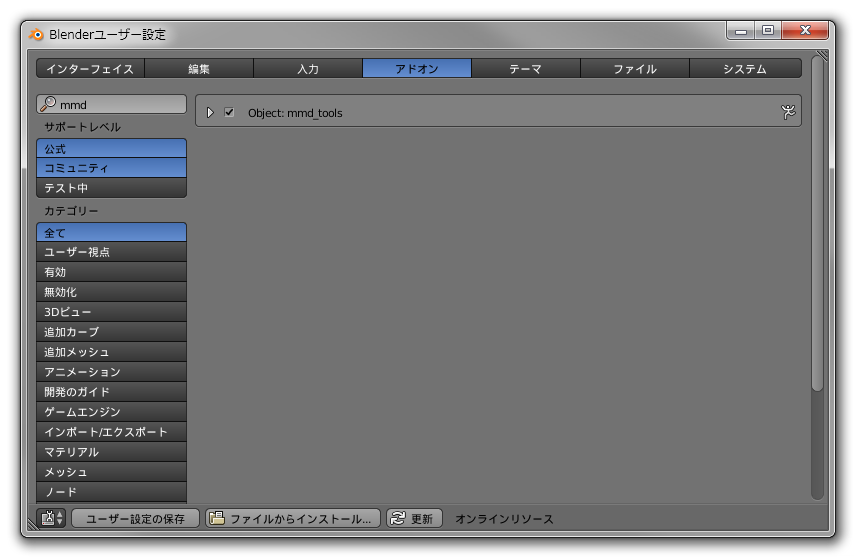 Blenderユーザー設定
インターフェイス 編集 入力 アドオン テーマ ファイル システム
mmd
Object: mmd_tools
サポートレベル
公式
コミュニティ
テスト中
カテゴリー
全て
ユーザー視点
有効
無効化
3Dビュー
追加カーブ
追加メッシュ
アニメーション
開発のガイド
ゲームエンジン
インポート/エクスポート
マテリアル
メッシュ
ノード
ユーザー設定の保存 ファイルからインストール... 更新 オンラインリソース